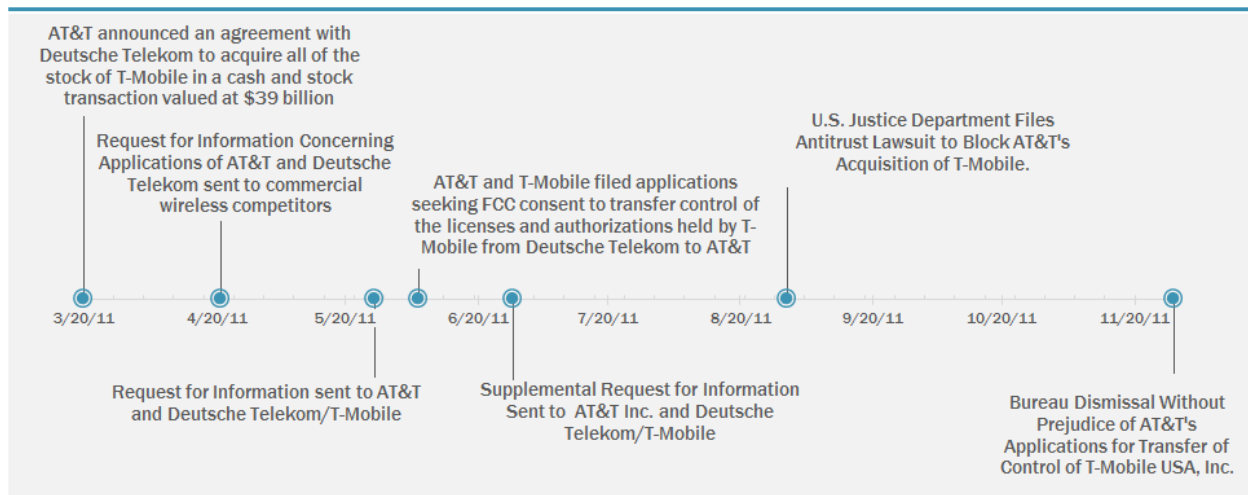 AT&T announced an agreement with
Deutsche Telekom to acquire all of the
stock of T-Mobile in a cash and stock
transaction valued at $39 billion
Request for Information Concerning
Applications of AT&T and Deutsche
Telekom sent to commercial
wireless competitors
AT&T and T-Mobile filed applications
seeking FCC consent to transfer control of
the licenses and authorizations held by T-
Mobile from Deutsche Telekom to AT&T
U.S. Justice Department Files
Antitrust Lawsuit to Block AT&T's
Acquisition of T-Mobile.
3/20/11 4/20/11 5/20/11 6/20/11 7/20/11 8/20/11 9/20/11 10/20/11 11/20/11
Request for Information sent to AT&T
and Deutsche Telekom/T-Mobile
Supplemental Request for Information
Sent to AT&T Inc. and Deutsche
Telekom/T-Mobile
Bureau Dismissal Without
Prejudice of AT&T's
Applications for Transfer of
Control of T-Mobile USA, Inc.